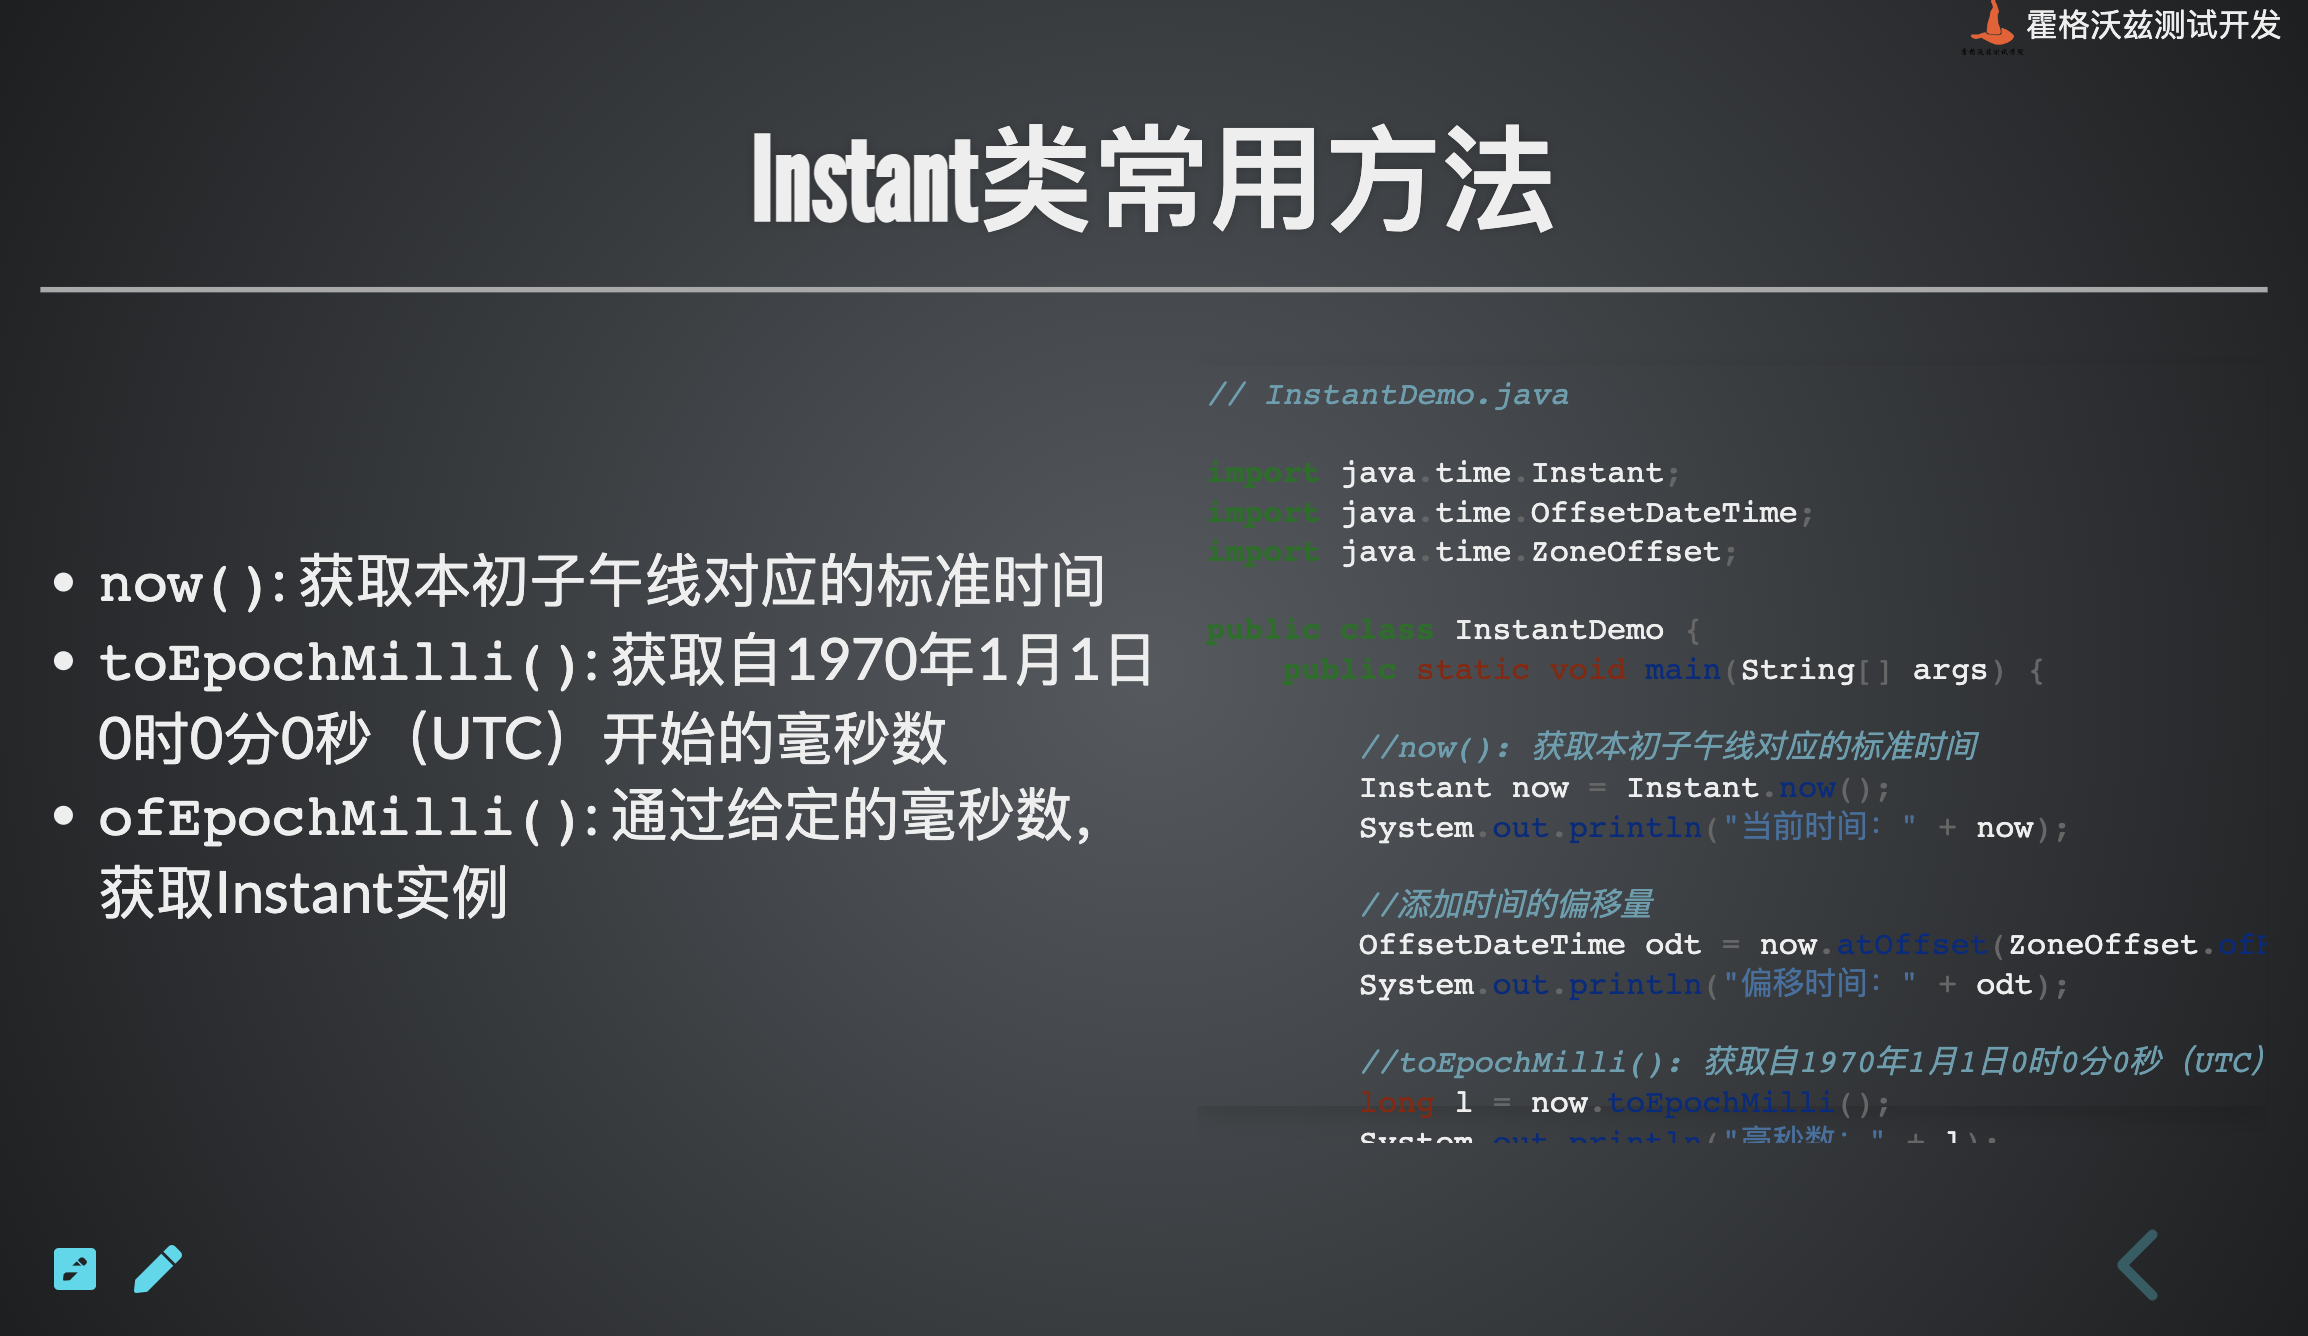 霍格沃兹测试开发
Instant类常用方法
now(): 获取本初子午线对应的标准时间
toEpochMilli(): 获取自1970年1月1日
0时0分0秒（UTC）开始的毫秒数
ofEpochMilli(): 通过给定的毫秒数，
获取Instant实例
// InstantDemo.java
import java.time.Instant;
import java.time.OffsetDateTime;
import java.time.ZoneOffset;
public class InstantDemo {
public static void main(String[] args) {
//now(): 获取本初子午线对应的标准时间
Instant now = Instant.now();
System.out.println("当前时间：" + now);
//添加时间的偏移量
OffsetDateTime odt = now.atOffset(ZoneOffset.of
System.out.println("偏移时间：" + odt);
//toEpochMilli(): 获取自1970年1月1日0时0分0秒（UTC）
long l = now.toEpochMilli();
System.out.println("毫秒数：" + l);